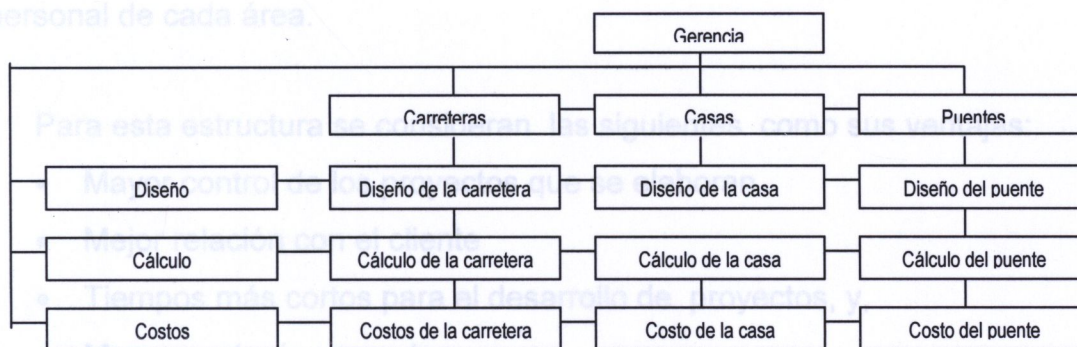 personal de cada área.
Gerencia
Carreteras Casas Puentes
Para esta estructura se consideran las siguientes como sus ventajas:
Diseño Diseño de la carretera Diseño de la casa Diseño del puente
• Mayor control de los proyectos que se elaboran
• Mejor relación con el cliente
Cálculo Cálculo de la carretera Cálculo de la casa Cálculo del puente
• Tiempos más cortos para el desarrollo de proyectos, y,
Costos Costos de la carretera Costo de la casa Costo del puente